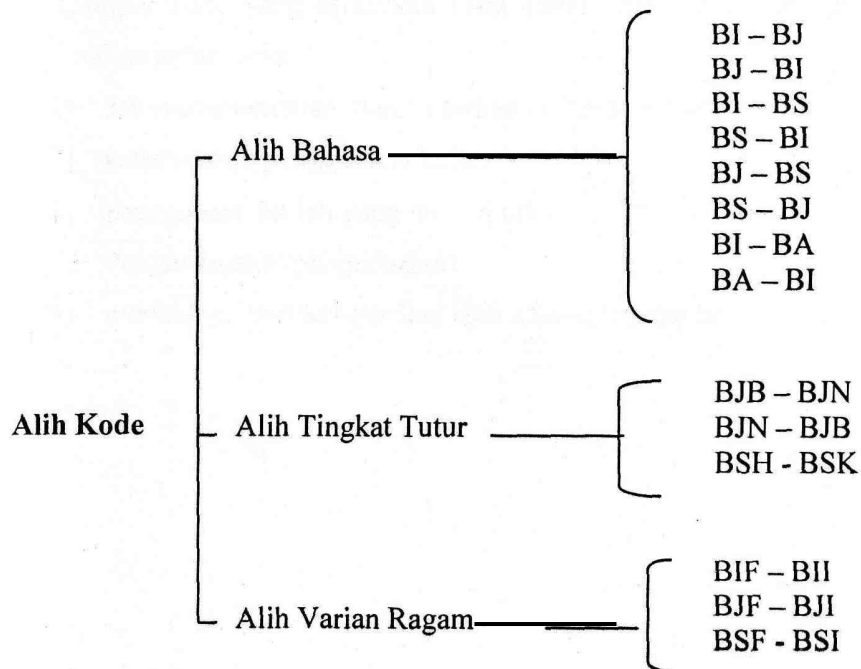 Alih Kode
Alih Bahasa
BI – BJ
BJ – BI
BI – BS
BS – BI
BJ – BS
BS – BJ
BI – BA
BA – BI
Alih Tingkat Tutur
BJB – BJN
BJN – BJB
BSH - BSK
Alih Varian Ragam
BIF – BII
BJF – BJI
BSF - BSI